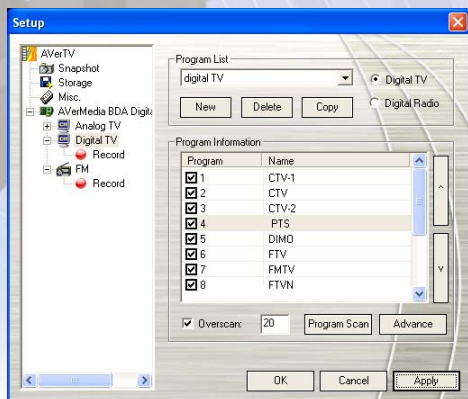 Setup
AVerTV
Snapshot
Storage
Misc.
AVerMedia BDA Digita
Analog TV
Digital TV
Record
FM
Record
Program List
digital TV
Digital TV
Digital Radio
New Delete Copy
Program Information
Program Name
1 CTV-1
2 CTV
3 CTV-2
4 PTS
5 DIMO
6 FTV
7 FMTV
8 FTVN
Overscan: 20 Program Scan Advance
OK Cancel Apply